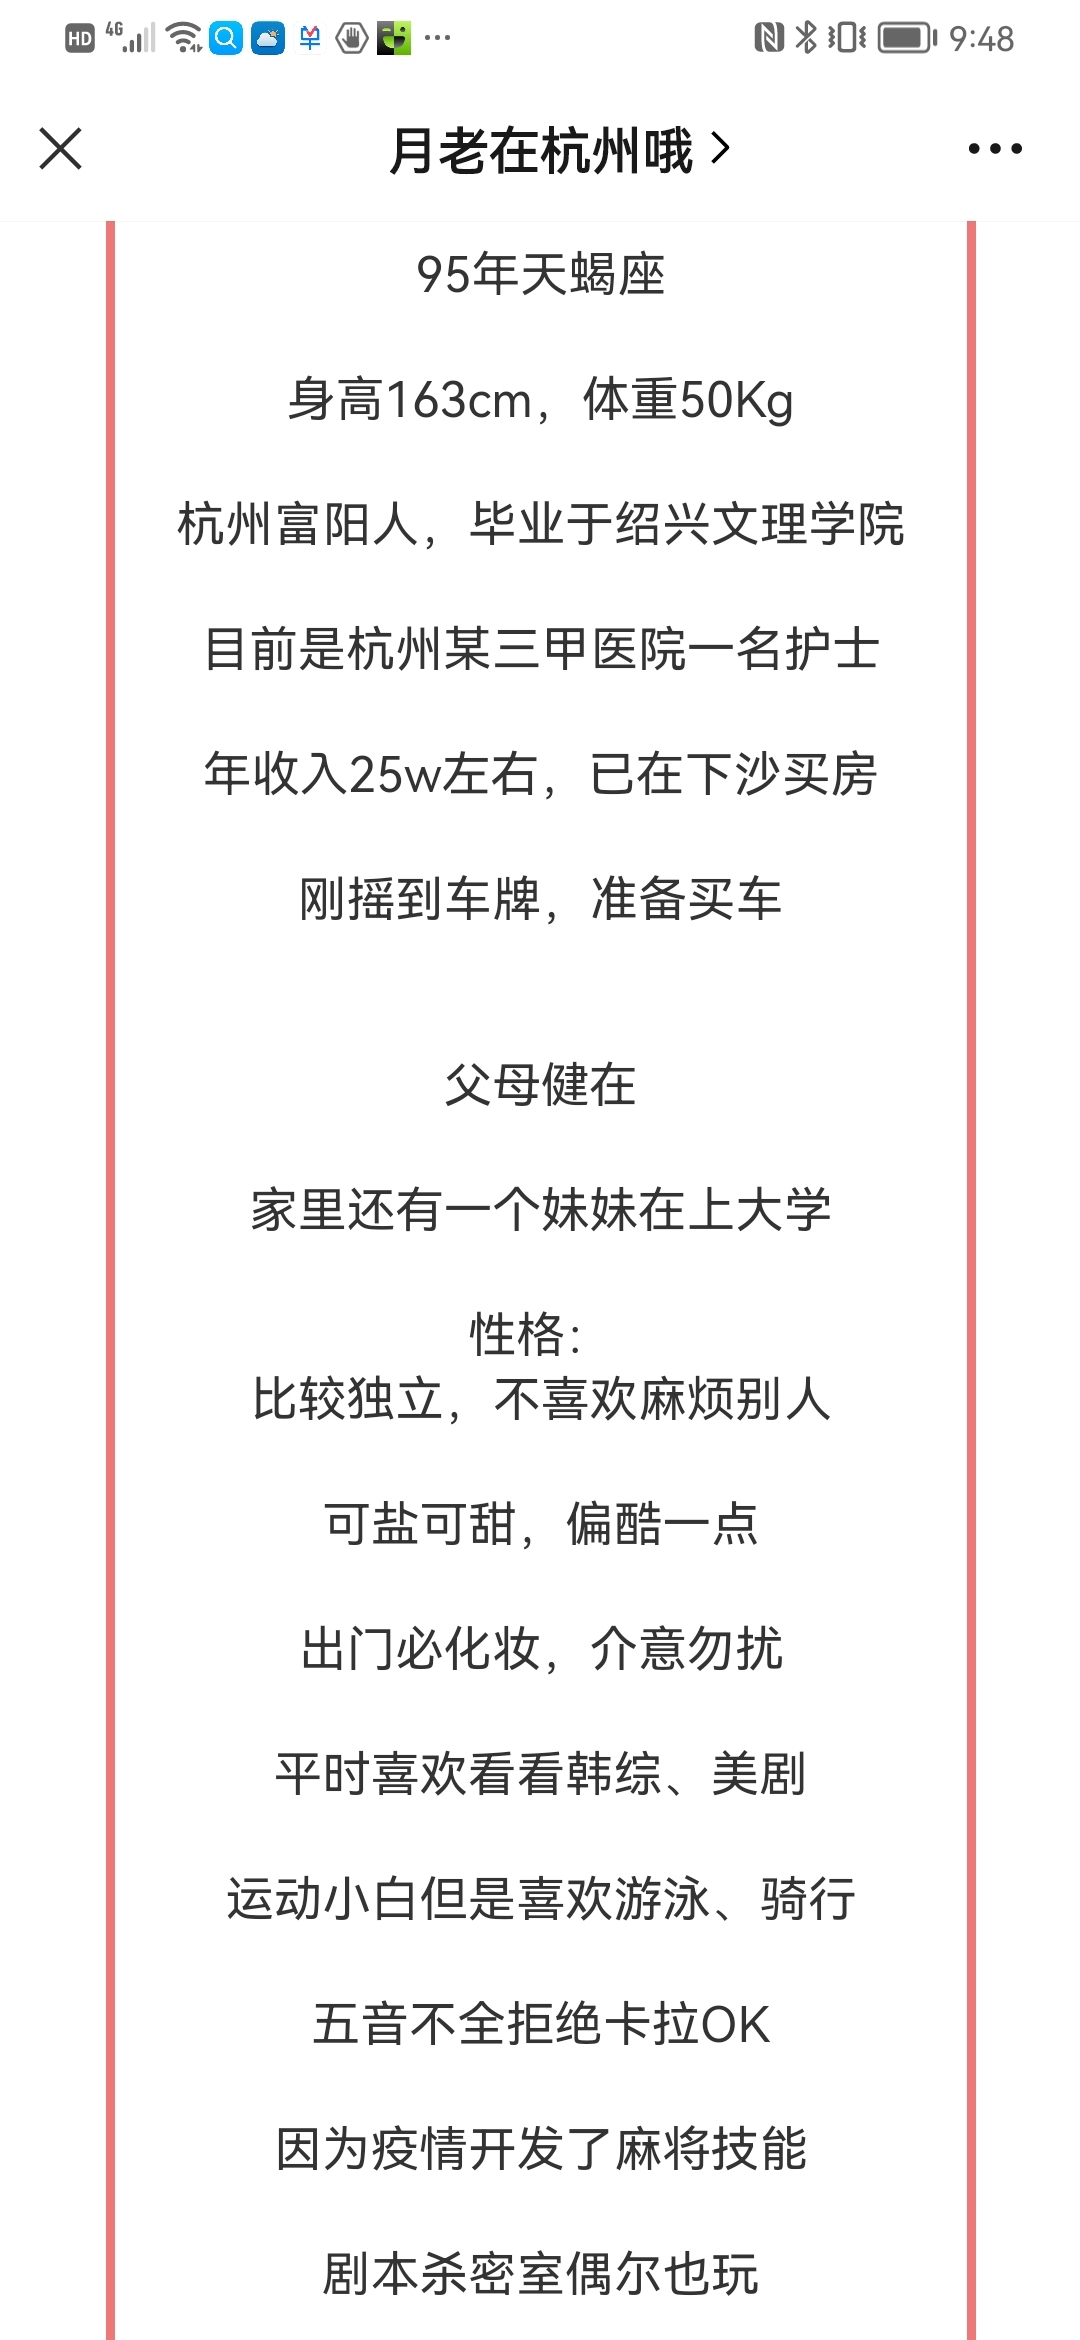 HD 4G 9:48
月老在杭州哦
95年天蝎座
身高163cm，体重50Kg
杭州富阳人，毕业于绍兴文理学院
目前是杭州某三甲医院一名护士
年收入25w左右，已在下沙买房
刚摇到车牌，准备买车
父母健在
家里还有一个妹妹在上大学
性格：
比较独立，不喜欢麻烦别人
可盐可甜，偏酷一点
出门必化妆，介意勿扰
平时喜欢看看韩综、美剧
运动小白但是喜欢游泳、骑行
五音不全拒绝卡拉OK
因为疫情开发了麻将技能
剧本杀密室偶尔也玩